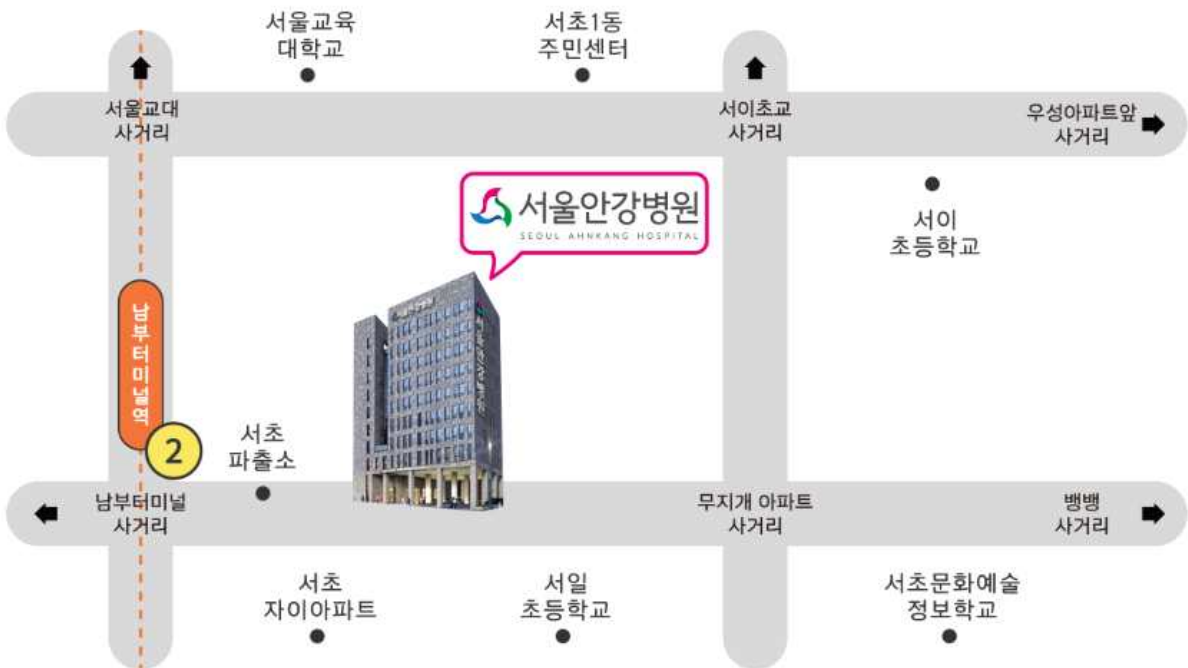 서울교육
대학교
서초1동
주민센터
서울교대
사거리
서이초교
사거리
우성아파트앞
사거리
서울안강병원
SEOUL AHNKANG HOSPITAL
서이
초등학교
남부터미널역
2
서초
파출소
남부터미널
사거리
무지개 아파트
사거리
뱅뱅
사거리
서초
자이아파트
서일
초등학교
서초문화예술
정보학교